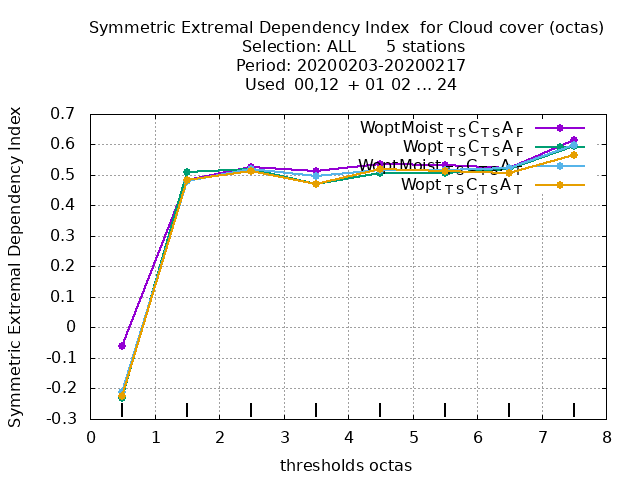 Symmetric Extremal Dependency Index for Cloud cover (octas)
Selection: ALL 5 stations
Period: 20200203-20200217
Used 00,12 + 01 02 ... 24
Symmetric Extremal Dependency Index
0.7
0.6
0.5
0.4
0.3
0.2
0.1
0
-0.1
-0.2
-0.3
WoptMoist TS C TS A F
Wopt TS C TS A F
WoptMoist TS C TS A
Wopt TS C TS A T
0 1 2 3 4 5 6 7 8
thresholds octas